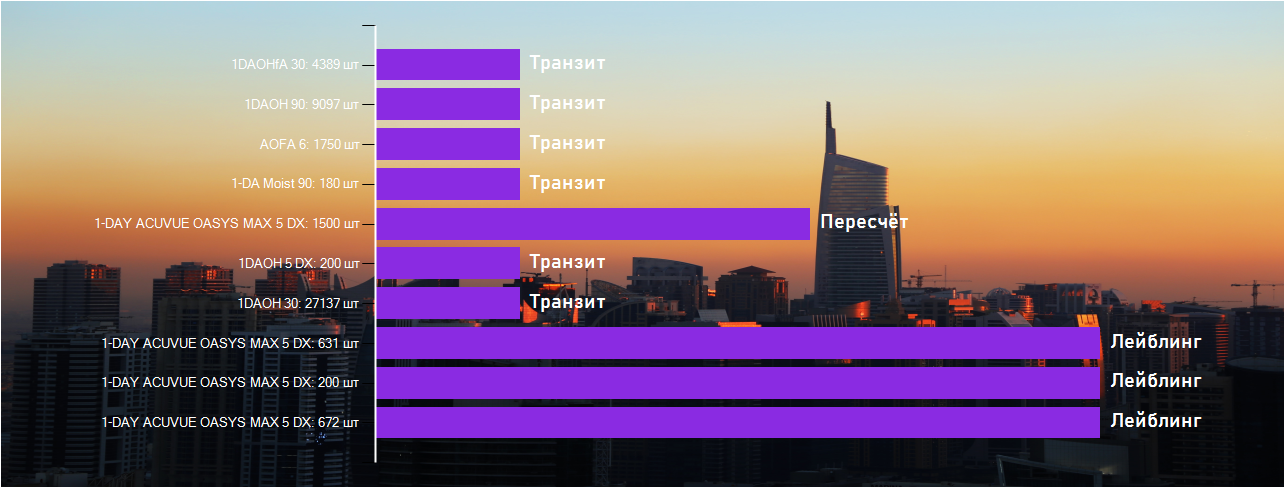 1DAOHfA 30: 4389 шт Транзит
1DAOH 90: 9097 шт Транзит
AOFA 6: 1750 шт Транзит
1-DA Moist 90: 180 шт Транзит
1-DAY ACUVUE OASYS MAX 5 DX: 1500 шт Пересчёт
1DAOH 5 DX: 200 шт Транзит
1DAOH 30: 27137 шт Транзит
1-DAY ACUVUE OASYS MAX 5 DX: 631 шт Лейблинг
1-DAY ACUVUE OASYS MAX 5 DX: 200 шт Лейблинг
1-DAY ACUVUE OASYS MAX 5 DX: 672 шт Лейблинг